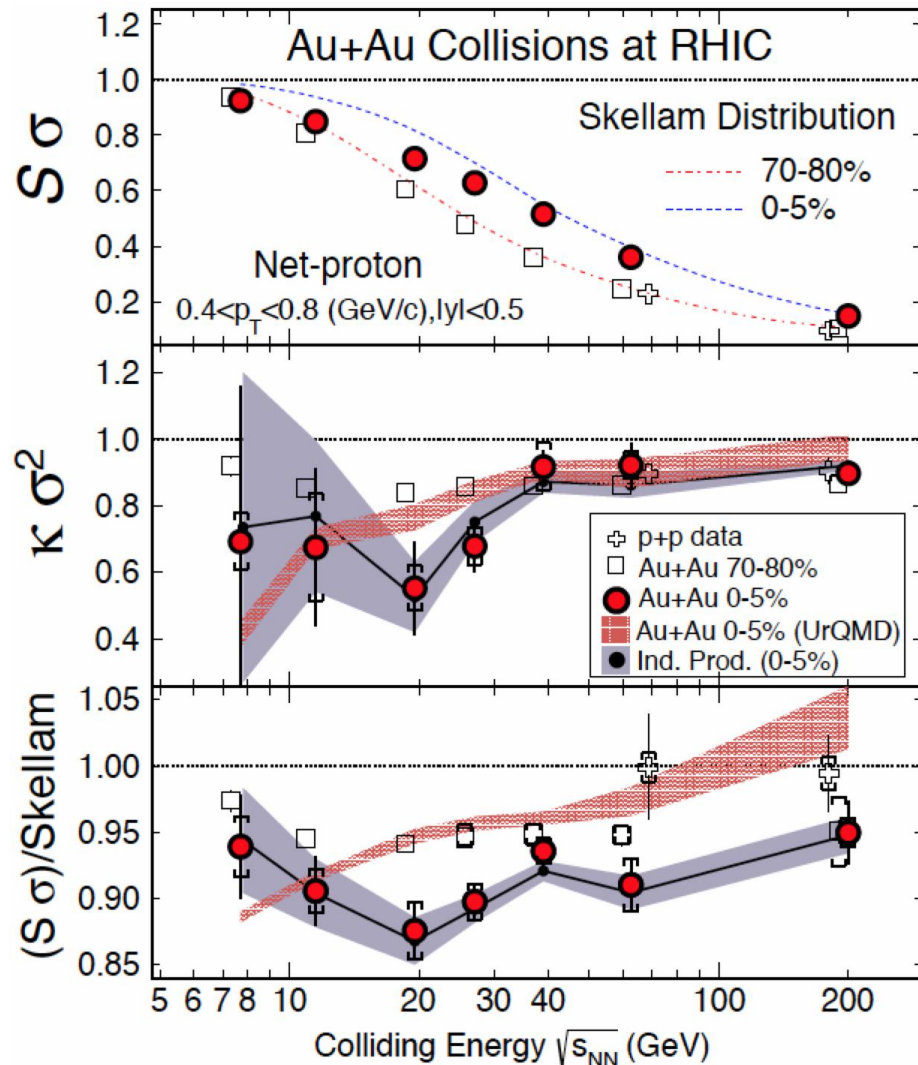 Au+Au Collisions at RHIC
Skellam Distribution
70-80%
0-5%
Net-proton
0.4<p_T<0.8 (GeV/c),|y|<0.5
S σ
1.2
1.0
0.8
0.6
0.4
0.2
κ σ²
1.2
1.0
0.8
0.6
0.4
p+p data
Au+Au 70-80%
Au+Au 0-5%
Au+Au 0-5% (UrQMD)
Ind. Prod. (0-5%)
(S σ)/Skellam
1.05
1.00
0.95
0.90
0.85
5 6 7 8 10 20 30 40 100 200
Colliding Energy √s_NN (GeV)